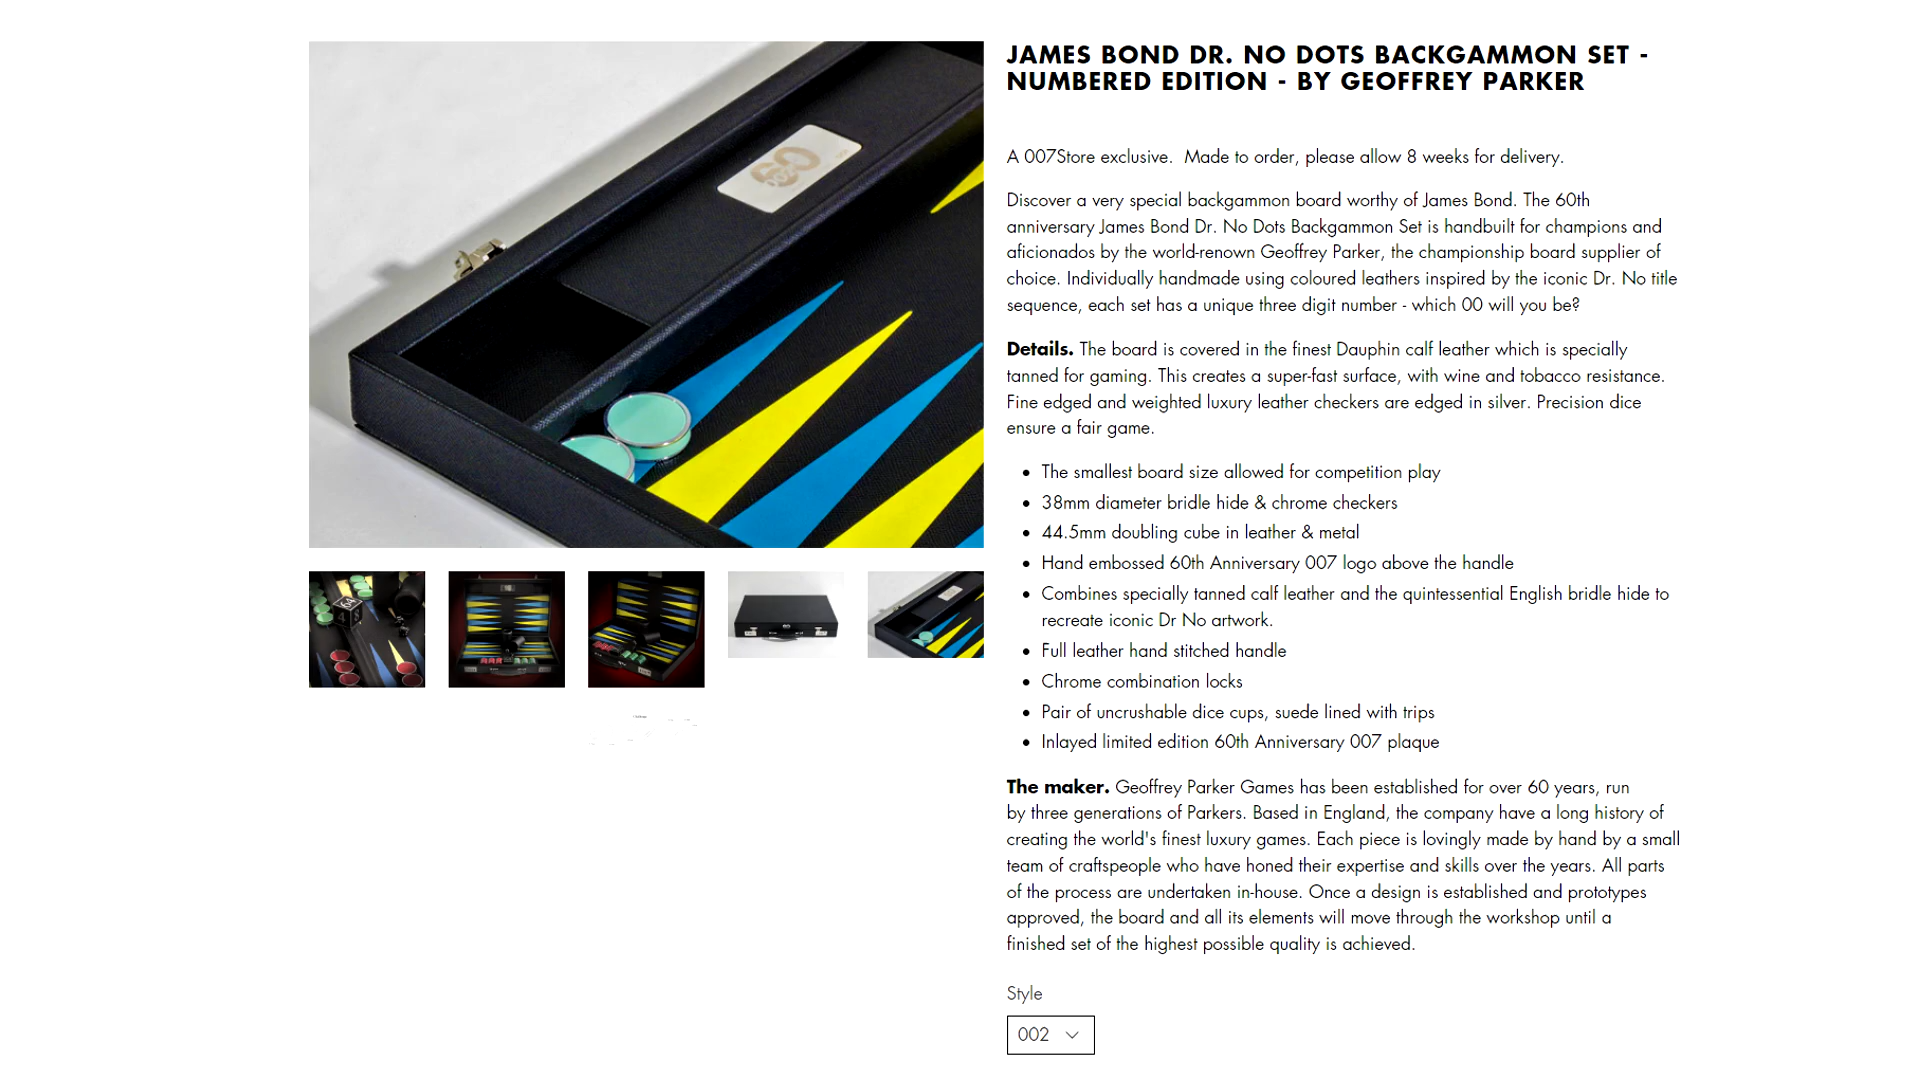 JAMES BOND DR. NO DOTS BACKGAMMON SET -
NUMBERED EDITION - BY GEOFFREY PARKER
A 007Store exclusive.  Made to order, please allow 8 weeks for delivery.
Discover a very special backgammon board worthy of James Bond. The 60th
anniversary James Bond Dr. No Dots Backgammon Set is handbuilt for champions and
aficionados by the world-renown Geoffrey Parker, the championship board supplier of
choice. Individually handmade using coloured leathers inspired by the iconic Dr. No title
sequence, each set has a unique three digit number - which 00 will you be?
Details. The board is covered in the finest Dauphin calf leather which is specially
tanned for gaming. This creates a super-fast surface, with wine and tobacco resistance.
Fine edged and weighted luxury leather checkers are edged in silver. Precision dice
ensure a fair game.
• The smallest board size allowed for competition play
• 38mm diameter bridle hide & chrome checkers
• 44.5mm doubling cube in leather & metal
• Hand embossed 60th Anniversary 007 logo above the handle
• Combines specially tanned calf leather and the quintessential English bridle hide to
recreate iconic Dr No artwork.
• Full leather hand stitched handle
• Chrome combination locks
• Pair of uncrushable dice cups, suede lined with trips
• Inlayed limited edition 60th Anniversary 007 plaque
The maker. Geoffrey Parker Games has been established for over 60 years, run
by three generations of Parkers. Based in England, the company have a long history of
creating the world's finest luxury games. Each piece is lovingly made by hand by a small
team of craftspeople who have honed their expertise and skills over the years. All parts
of the process are undertaken in-house. Once a design is established and prototypes
approved, the board and all its elements will move through the workshop until a
finished set of the highest possible quality is achieved.
Style
002
60
64